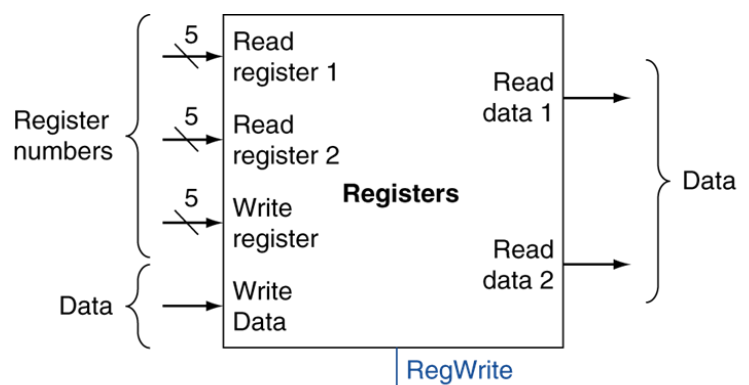 5
Read
register 1
5
Read
register 2
Register
numbers
5
Write
register
Registers
Read
data 1
Data
Read
data 2
Data
Write
Data
RegWrite